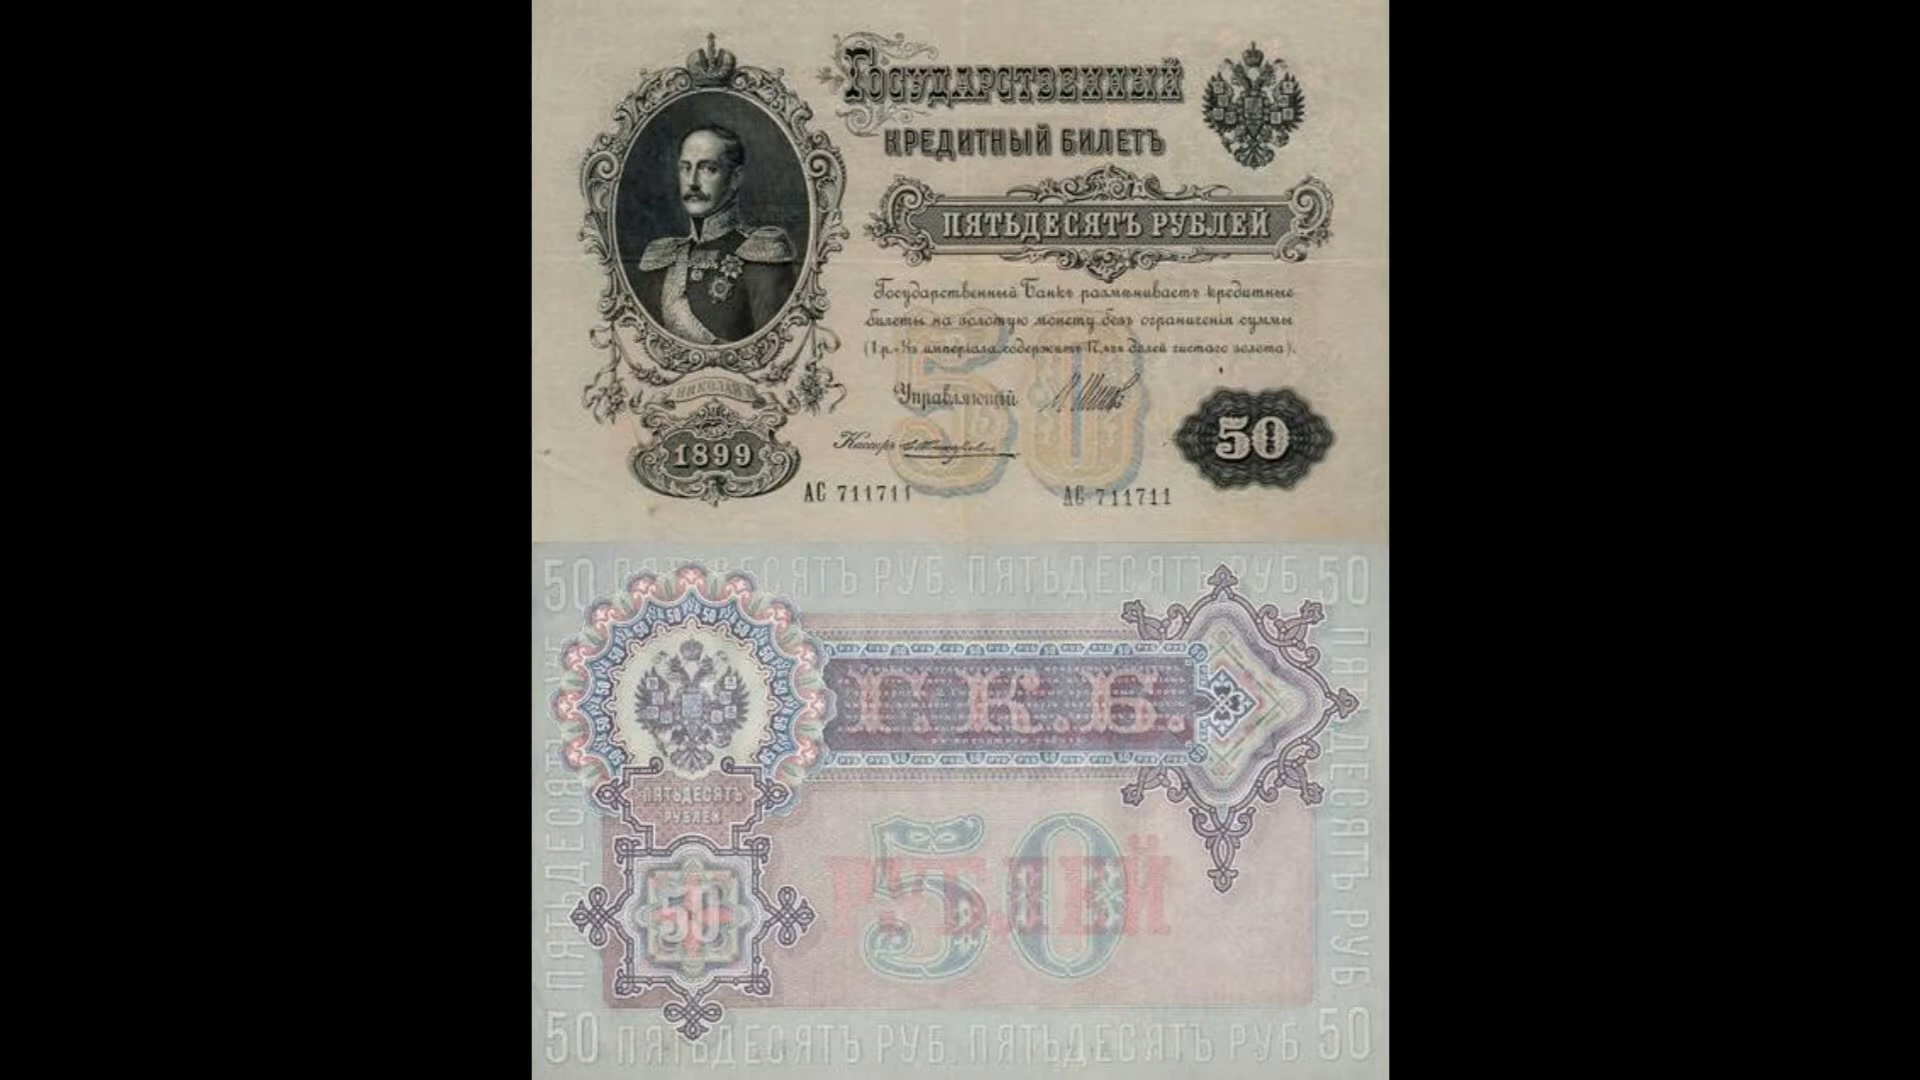 Государственный
кредитный билетъ
пятьдесятъ рублей
Государственный Банкъ размѣниваетъ кредитные
билеты на золотую монету безъ ограниченія суммы
(1 р.= 1/15 имперіала, содержитъ 17,424 долей чистаго золота).
Управляющій
Кассиръ
50
НИКОЛАЙ I
1899
АС 711711
АС 711711
50 ПЯТЬДЕСЯТЪ РУБ. ПЯТЬДЕСЯТЪ РУБ. 50
Г.К.Б.
ПЯТЬДЕСЯТЪ
РУБЛЕЙ
50
50
РУБЛЕЙ
ПЯТЬДЕСЯТЪ РУБ.
ПЯТЬДЕСЯТЪ РУБ.
50 ПЯТЬДЕСЯТЪ РУБ. ПЯТЬДЕСЯТЪ РУБ. 50